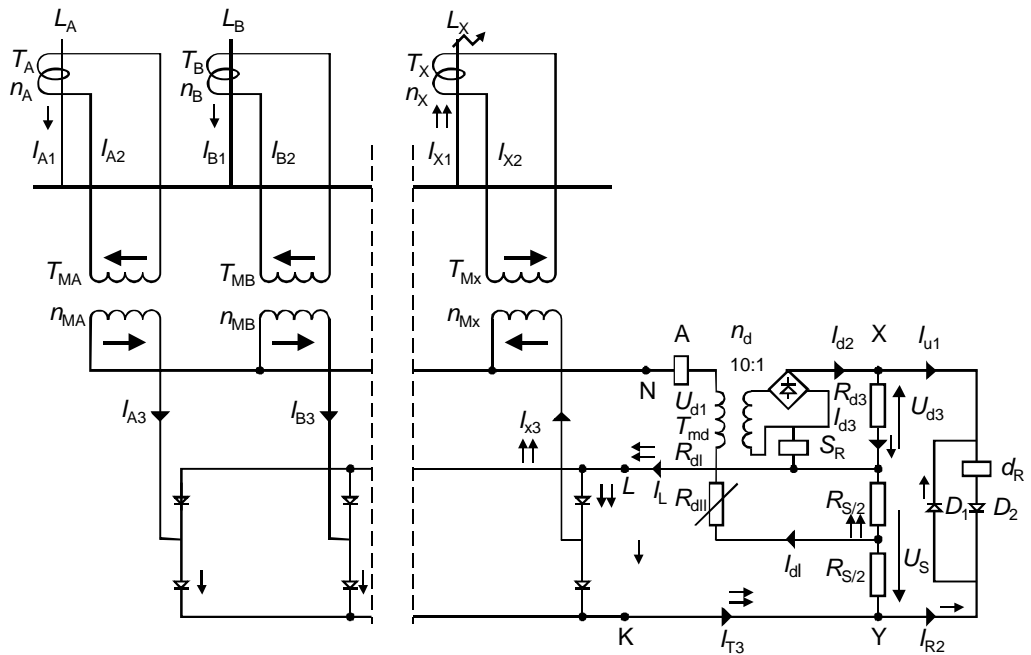 L_A L_B L_X
T_A T_B T_X
n_A n_B n_X
I_A1 I_A2 I_B1 I_B2 I_X1 I_X2
T_MA T_MB T_Mx
n_MA n_MB n_Mx
A n_d I_d2 X I_u1
10:1
N U_d1 R_d3 U_d3
I_A3 I_B3 I_x3 T_md I_d3
R_dI S_R
L I_L R_dII R_S/2 D_1 D_2 d_R
I_dI R_S/2 U_S
K I_T3 Y I_R2